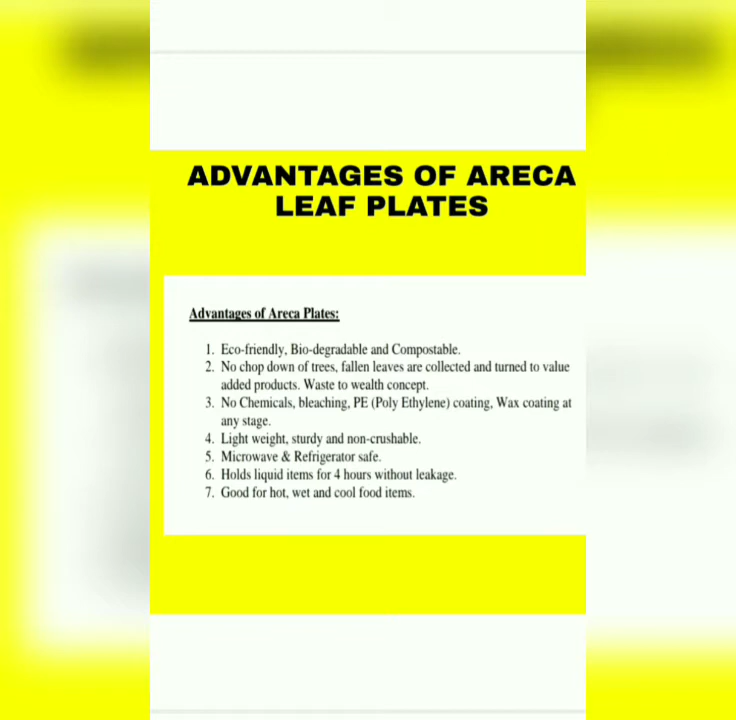 ADVANTAGES OF ARECA
LEAF PLATES
Advantages of Areca Plates:
1. Eco-friendly, Bio-degradable and Compostable.
2. No chop down of trees, fallen leaves are collected and turned to value
added products. Waste to wealth concept.
3. No Chemicals, bleaching, PE (Poly Ethylene) coating, Wax coating at
any stage.
4. Light weight, sturdy and non-crushable.
5. Microwave & Refrigerator safe.
6. Holds liquid items for 4 hours without leakage.
7. Good for hot, wet and cool food items.